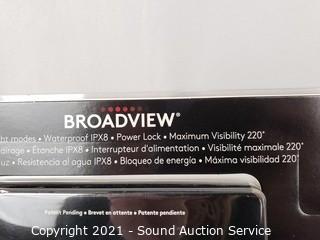 BROADVIEW®
ht modes • Waterproof IPX8 • Power Lock • Maximum Visibility 220°
airage • Étanche IPX8 • Interrupteur d'alimentation • Visibilité maximale 220°
uz • Resistencia al agua IPX8 • Bloqueo de energía • Máxima visibilidad 220°
Patent Pending • Brevet en attente • Patente pendiente
Copyright 2021 - Sound Auction Service